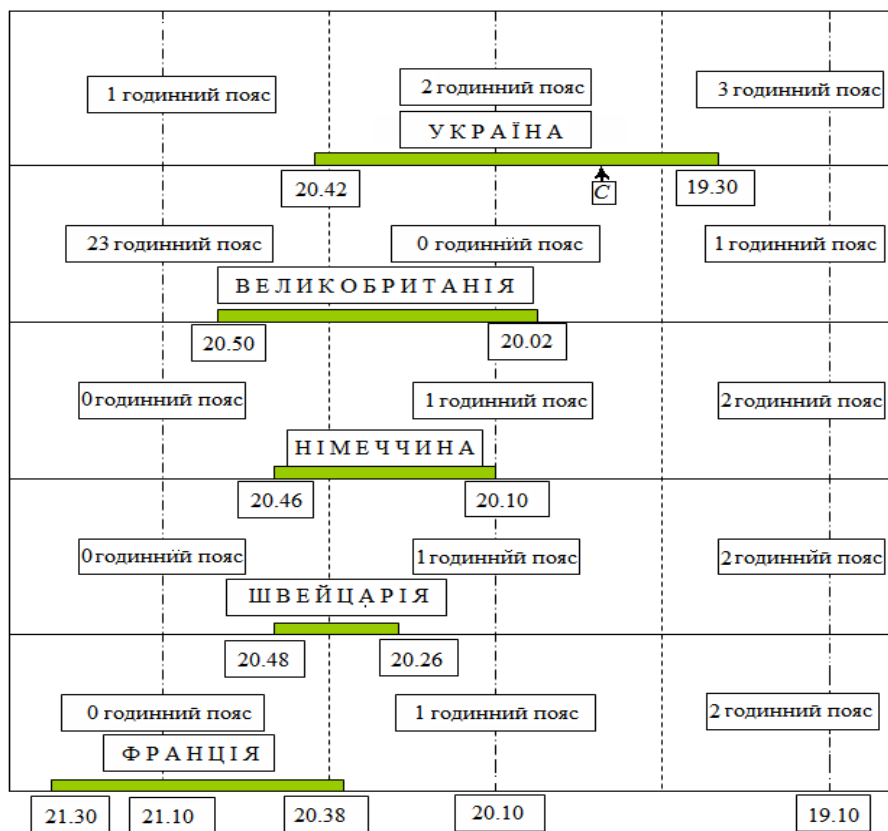 1 годинний пояс
2 годинний пояс
3 годинний пояс
УКРАЇНА
20.42
С
19.30
23 годинний пояс
0 годинний пояс
1 годинний пояс
ВЕЛИКОБРИТАНІЯ
20.50
20.02
0 годинний пояс
1 годинний пояс
2 годинний пояс
НІМЕЧЧИНА
20.46
20.10
0 годинний пояс
1 годинний пояс
2 годинний пояс
ШВЕЙЦАРІЯ
20.48
20.26
0 годинний пояс
1 годинний пояс
2 годинний пояс
ФРАНЦІЯ
21.30
21.10
20.38
20.10
19.10